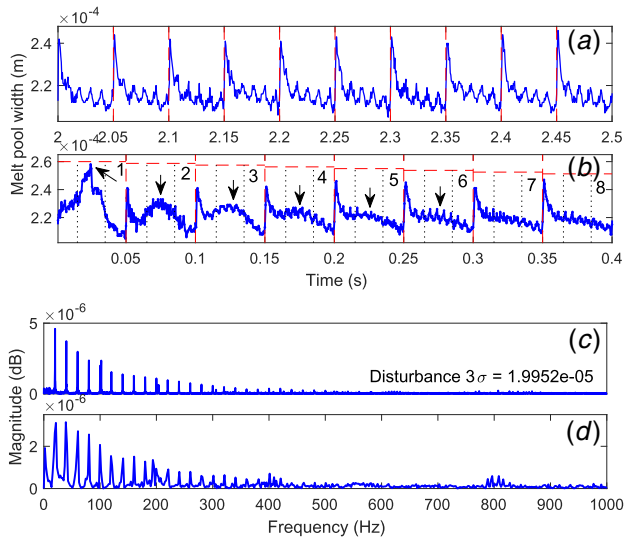 ×10⁻⁴
2.4
2.2
(a)
2 2.05 2.1 2.15 2.2 2.25 2.3 2.35 2.4 2.45 2.5
×10⁻⁴
2.6
2.4
2.2
1 2 3 4 5 6 7 8
(b)
0.05 0.1 0.15 0.2 0.25 0.3 0.35 0.4
Time (s)
Melt pool width (m)
×10⁻⁶
5
0
(c)
Disturbance 3σ = 1.9952e-05
×10⁻⁶
2
0
(d)
0 100 200 300 400 500 600 700 800 900 1000
Frequency (Hz)
Magnitude (dB)